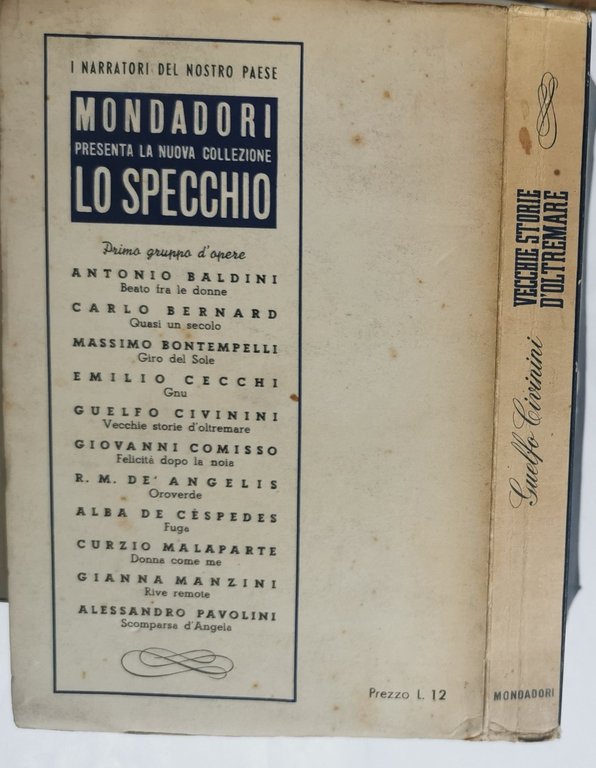 I NARRATORI DEL NOSTRO PAESE
MONDADORI
PRESENTA LA NUOVA COLLEZIONE
LO SPECCHIO
Primo gruppo d'opere
ANTONIO BALDINI
Beato fra le donne
CARLO BERNARD
Quasi un secolo
MASSIMO BONTEMPELLI
Giro del Sole
EMILIO CECCHI
Gnu
GUELFO CIVININI
Vecchie storie d'oltremare
GIOVANNI COMISSO
Felicità dopo la noia
R. M. DE' ANGELIS
Oroverde
ALBA DE CÈSPEDES
Fuga
CURZIO MALAPARTE
Donna come me
GIANNA MANZINI
Rive remote
ALESSANDRO PAVOLINI
Scomparsa d'Angela
Prezzo L. 12
Guelfo Civinini
VECCHIE STORIE
D'OLTREMARE
MONDADORI